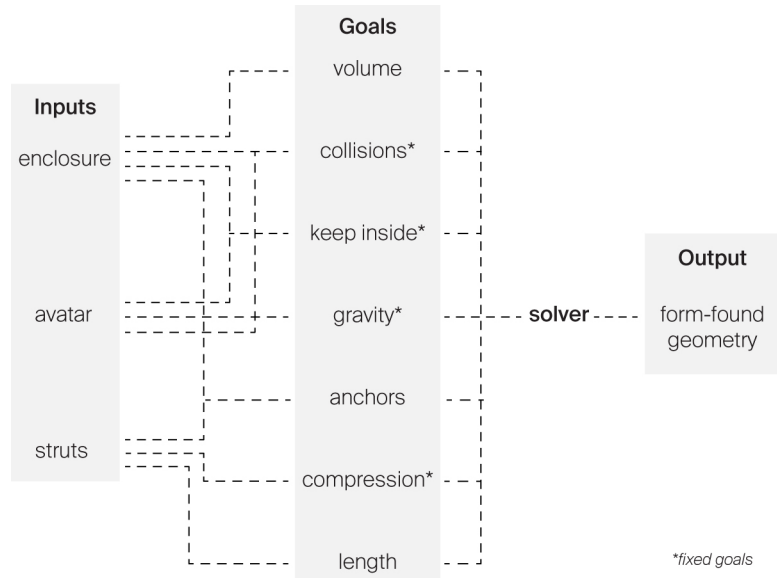 Inputs
enclosure
avatar
struts
Goals
volume
collisions*
keep inside*
gravity*
anchors
compression*
length
solver
Output
form-found
geometry
*fixed goals